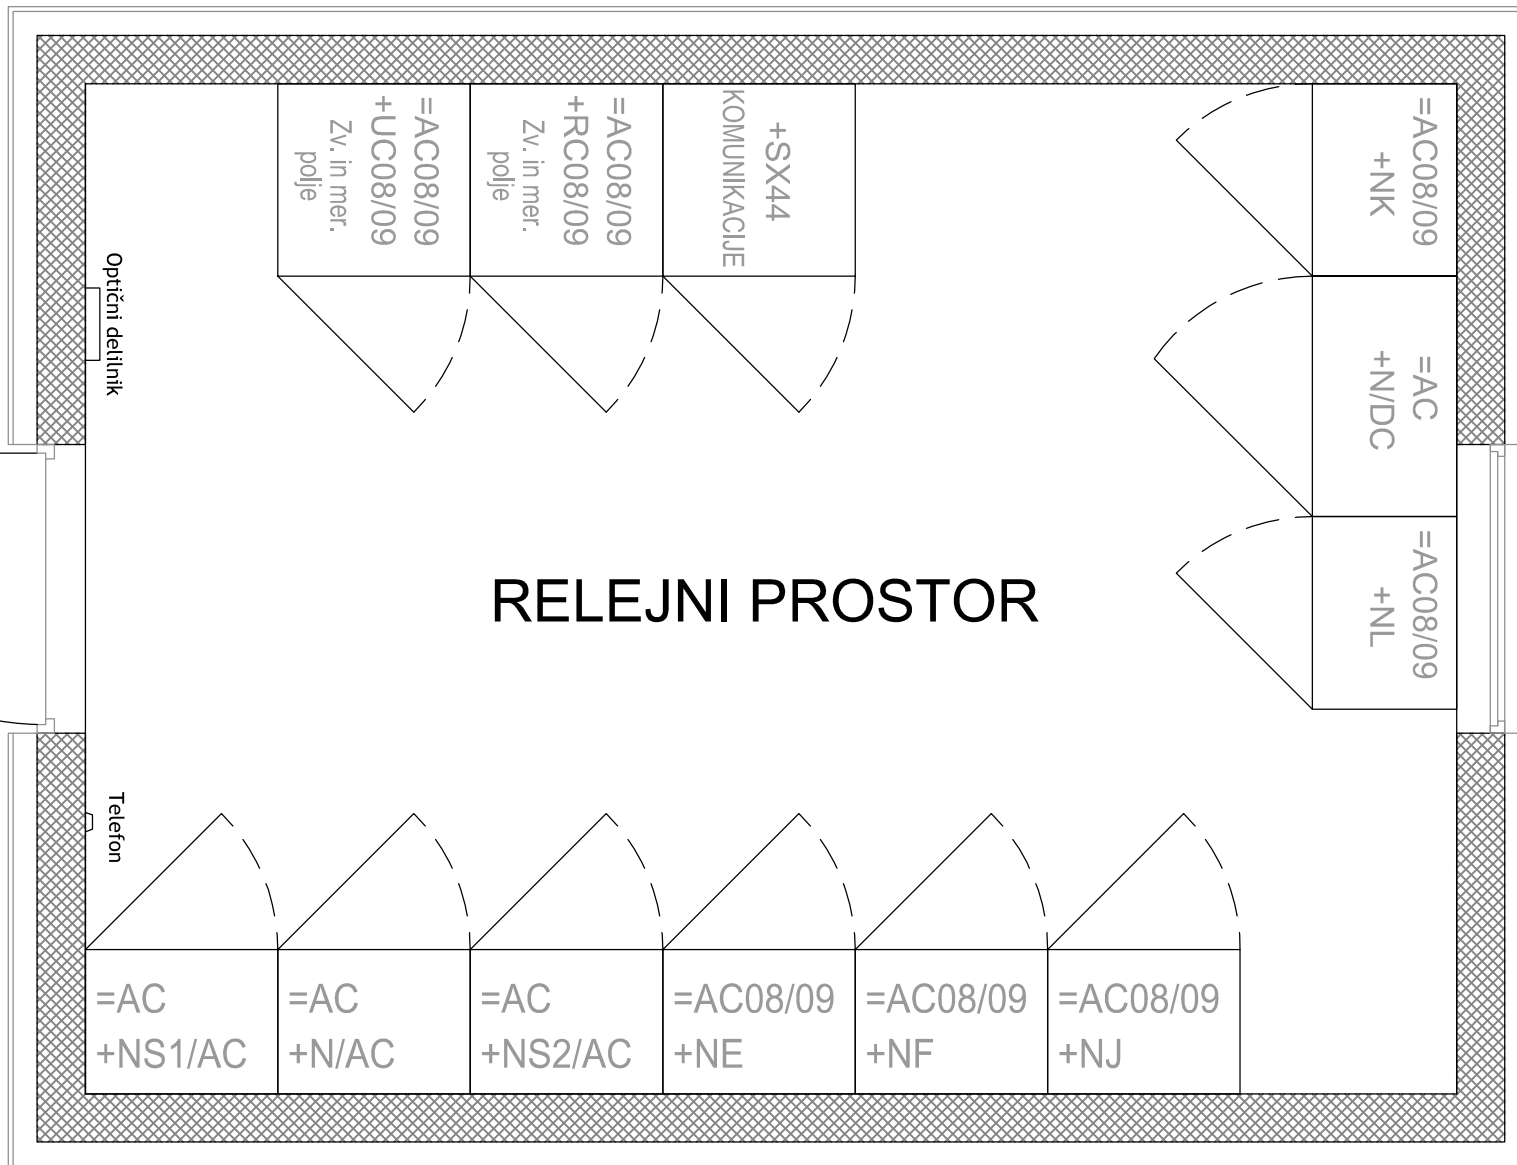 =AC08/09
+UC08/09
Zv. in mer.
polje
=AC08/09
+RC08/09
Zv. in mer.
polje
+SX44
KOMUNIKACIJE
=AC08/09
+NK
=AC
+N/DC
=AC08/09
+NL
Optični delilnik
RELEJNI PROSTOR
Telefon
=AC
+NS1/AC
=AC
+N/AC
=AC
+NS2/AC
=AC08/09
+NE
=AC08/09
+NF
=AC08/09
+NJ